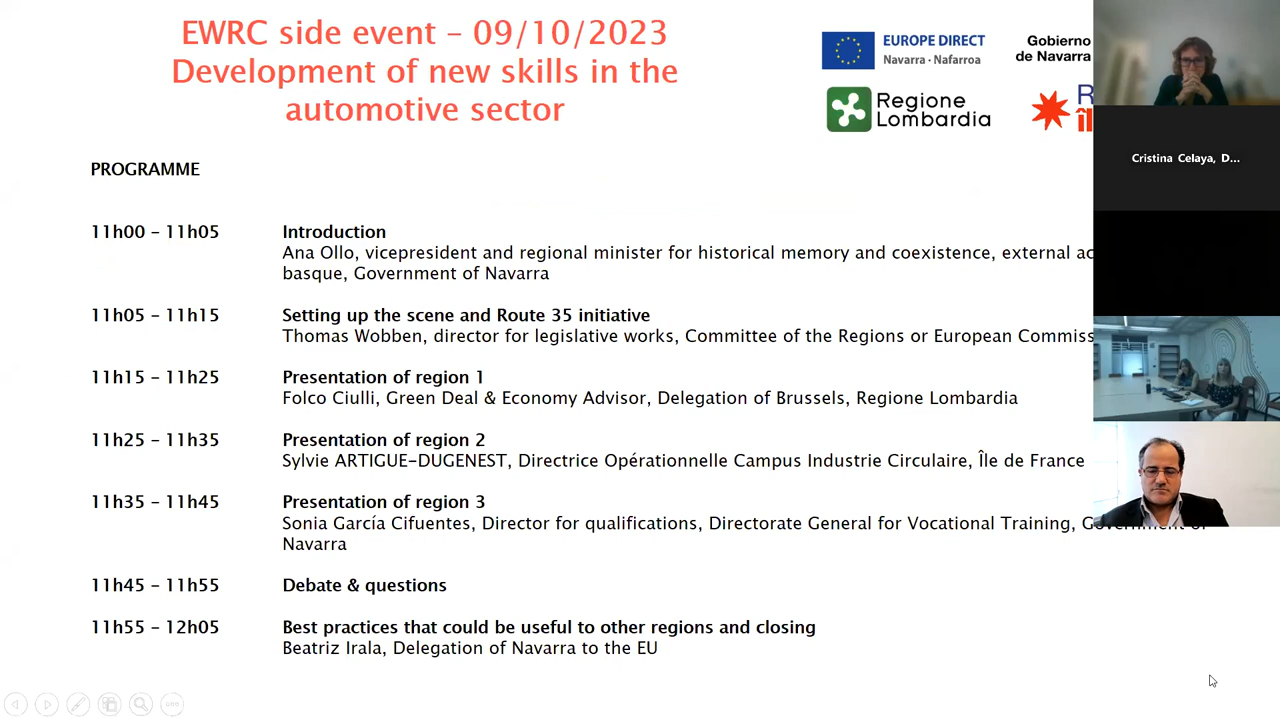 EWRC side event – 09/10/2023
Development of new skills in the
automotive sector
EUROPE DIRECT
Navarra · Nafarroa
Gobierno
de Navarra
Regione
Lombardia
Cristina Celaya, D...
PROGRAMME
11h00 – 11h05 Introduction
Ana Ollo, vicepresident and regional minister for historical memory and coexistence, external
basque, Government of Navarra
11h05 – 11h15 Setting up the scene and Route 35 initiative
Thomas Wobben, director for legislative works, Committee of the Regions or European Commiss
11h15 – 11h25 Presentation of region 1
Folco Ciulli, Green Deal & Economy Advisor, Delegation of Brussels, Regione Lombardia
11h25 – 11h35 Presentation of region 2
Sylvie ARTIGUE-DUGENEST, Directrice Opérationnelle Campus Industrie Circulaire, Île de France
11h35 – 11h45 Presentation of region 3
Sonia García Cifuentes, Director for qualifications, Directorate General for Vocational Training, Government of
Navarra
11h45 – 11h55 Debate & questions
11h55 – 12h05 Best practices that could be useful to other regions and closing
Beatriz Irala, Delegation of Navarra to the EU